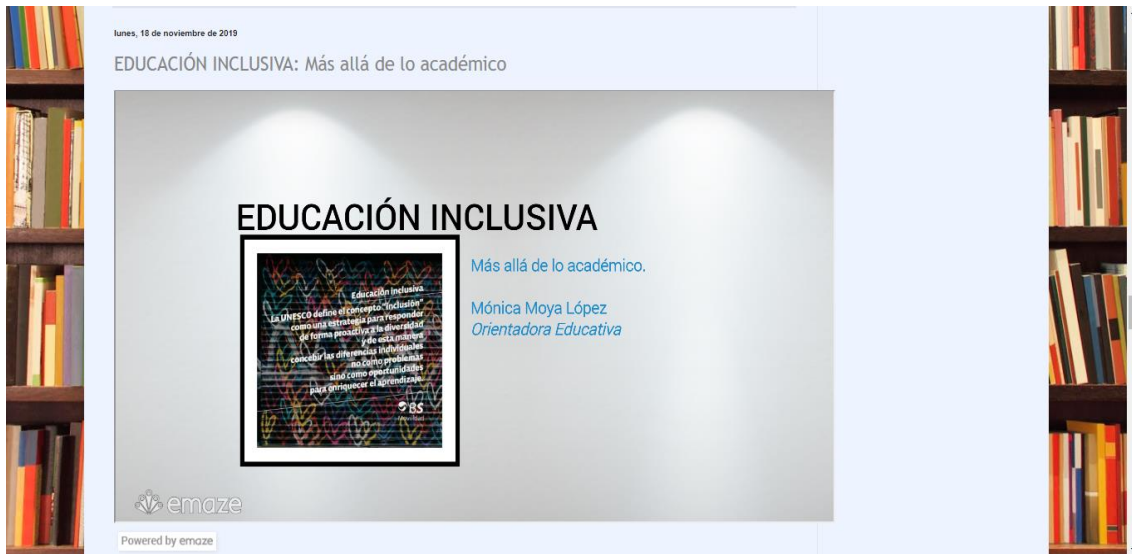 lunes, 18 de noviembre de 2019
EDUCACIÓN INCLUSIVA: Más allá de lo académico
EDUCACIÓN INCLUSIVA
Educación inclusiva
La UNESCO define el concepto "inclusión"
como una estrategia para responder
de forma proactiva a la diversidad
y de esta manera
concebir las diferencias individuales
no como problemas
sino como oportunidades
para enriquecer el aprendizaje.
BS
Más allá de lo académico.
Mónica Moya López
Orientadora Educativa
emaze
Powered by emaze